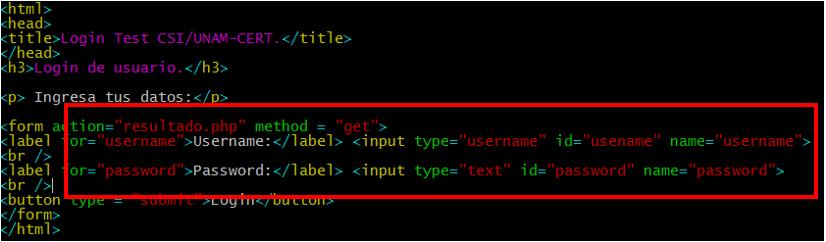 <html>
<head>
<title>Login Test CSI/UNAM-CERT.</title>
</head>
<h3>Login de usuario.</h3>
<p> Ingresa tus datos:</p>
<form action="resultado.php" method = "get">
<label for="username">Username:</label> <input type="username" id="usename" name="username">
<br />
<label for="password">Password:</label> <input type="text" id="password" name="password">
<br />
<button type = "submit">Login</button>
</form>
</html>